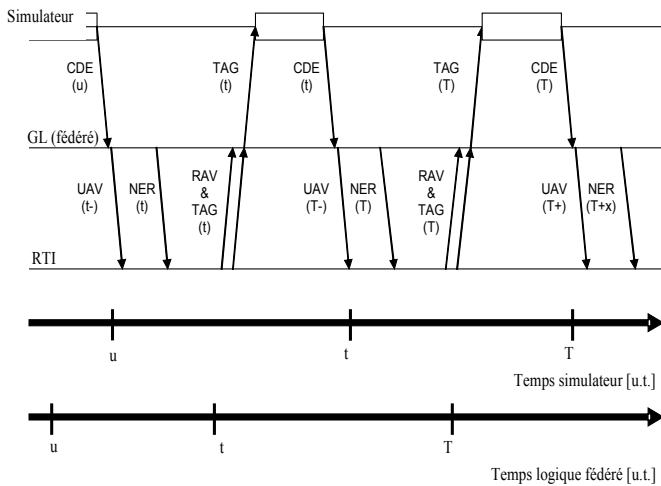 Simulateur
CDE
(u)
TAG
(t)
CDE
(t)
TAG
(T)
CDE
(T)
GL (fédéré)
UAV
(t-)
NER
(t)
RAV
&
TAG
(t)
UAV
(T-)
NER
(T)
RAV
&
TAG
(T)
UAV
(T+)
NER
(T+x)
RTI
u
t
T
Temps simulateur [u.t.]
u
t
T
Temps logique fédéré [u.t.]